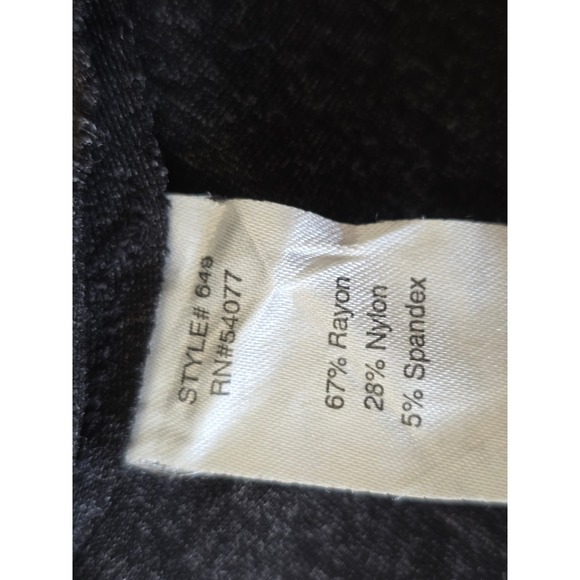 STYLE# 649
RN#54077
67% Rayon
28% Nylon
5% Spandex